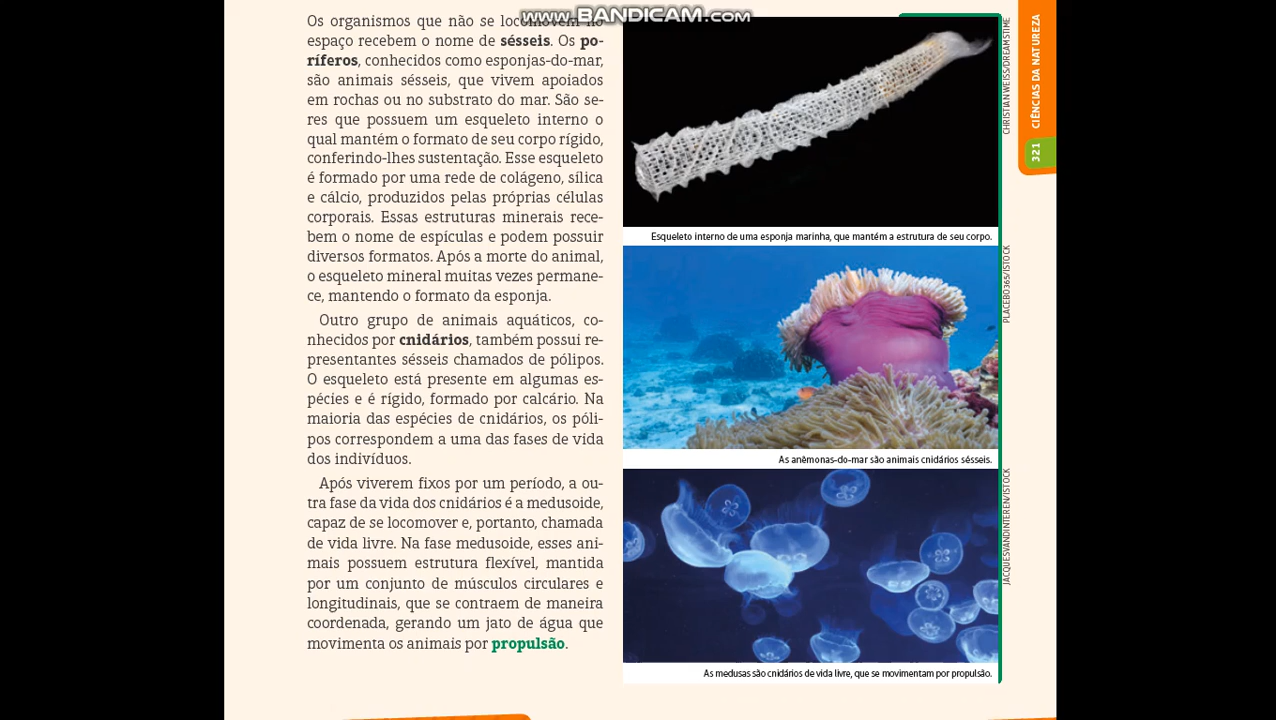 www.BANDICAM.com
Os organismos que não se locomovem no
espaço recebem o nome de sésseis. Os po-
ríferos, conhecidos como esponjas-do-mar,
são animais sésseis, que vivem apoiados
em rochas ou no substrato do mar. São se-
res que possuem um esqueleto interno o
qual mantém o formato de seu corpo rígido,
conferindo-lhes sustentação. Esse esqueleto
é formado por uma rede de colágeno, sílica
e cálcio, produzidos pelas próprias células
corporais. Essas estruturas minerais rece-
bem o nome de espículas e podem possuir
diversos formatos. Após a morte do animal,
o esqueleto mineral muitas vezes permane-
ce, mantendo o formato da esponja.
Outro grupo de animais aquáticos, co-
nhecidos por cnidários, também possui re-
presentantes sésseis chamados de pólipos.
O esqueleto está presente em algumas es-
pécies e é rígido, formado por calcário. Na
maioria das espécies de cnidários, os póli-
pos correspondem a uma das fases de vida
dos indivíduos.
Após viverem fixos por um período, a ou-
tra fase da vida dos cnidários é a medusoide,
capaz de se locomover e, portanto, chamada
de vida livre. Na fase medusoide, esses ani-
mais possuem estrutura flexível, mantida
por um conjunto de músculos circulares e
longitudinais, que se contraem de maneira
coordenada, gerando um jato de água que
movimenta os animais por propulsão.
Esqueleto interno de uma esponja marinha, que mantém a estrutura de seu corpo.
As anêmonas-do-mar são animais cnidários sésseis.
As medusas são cnidários de vida livre, que se movimentam por propulsão.
CHRISTIAN WEISS/DREAMSTIME
PLACEBO365/ISTOCK
JACQUESVANDINTEREN/ISTOCK
CIÊNCIAS DA NATUREZA
321